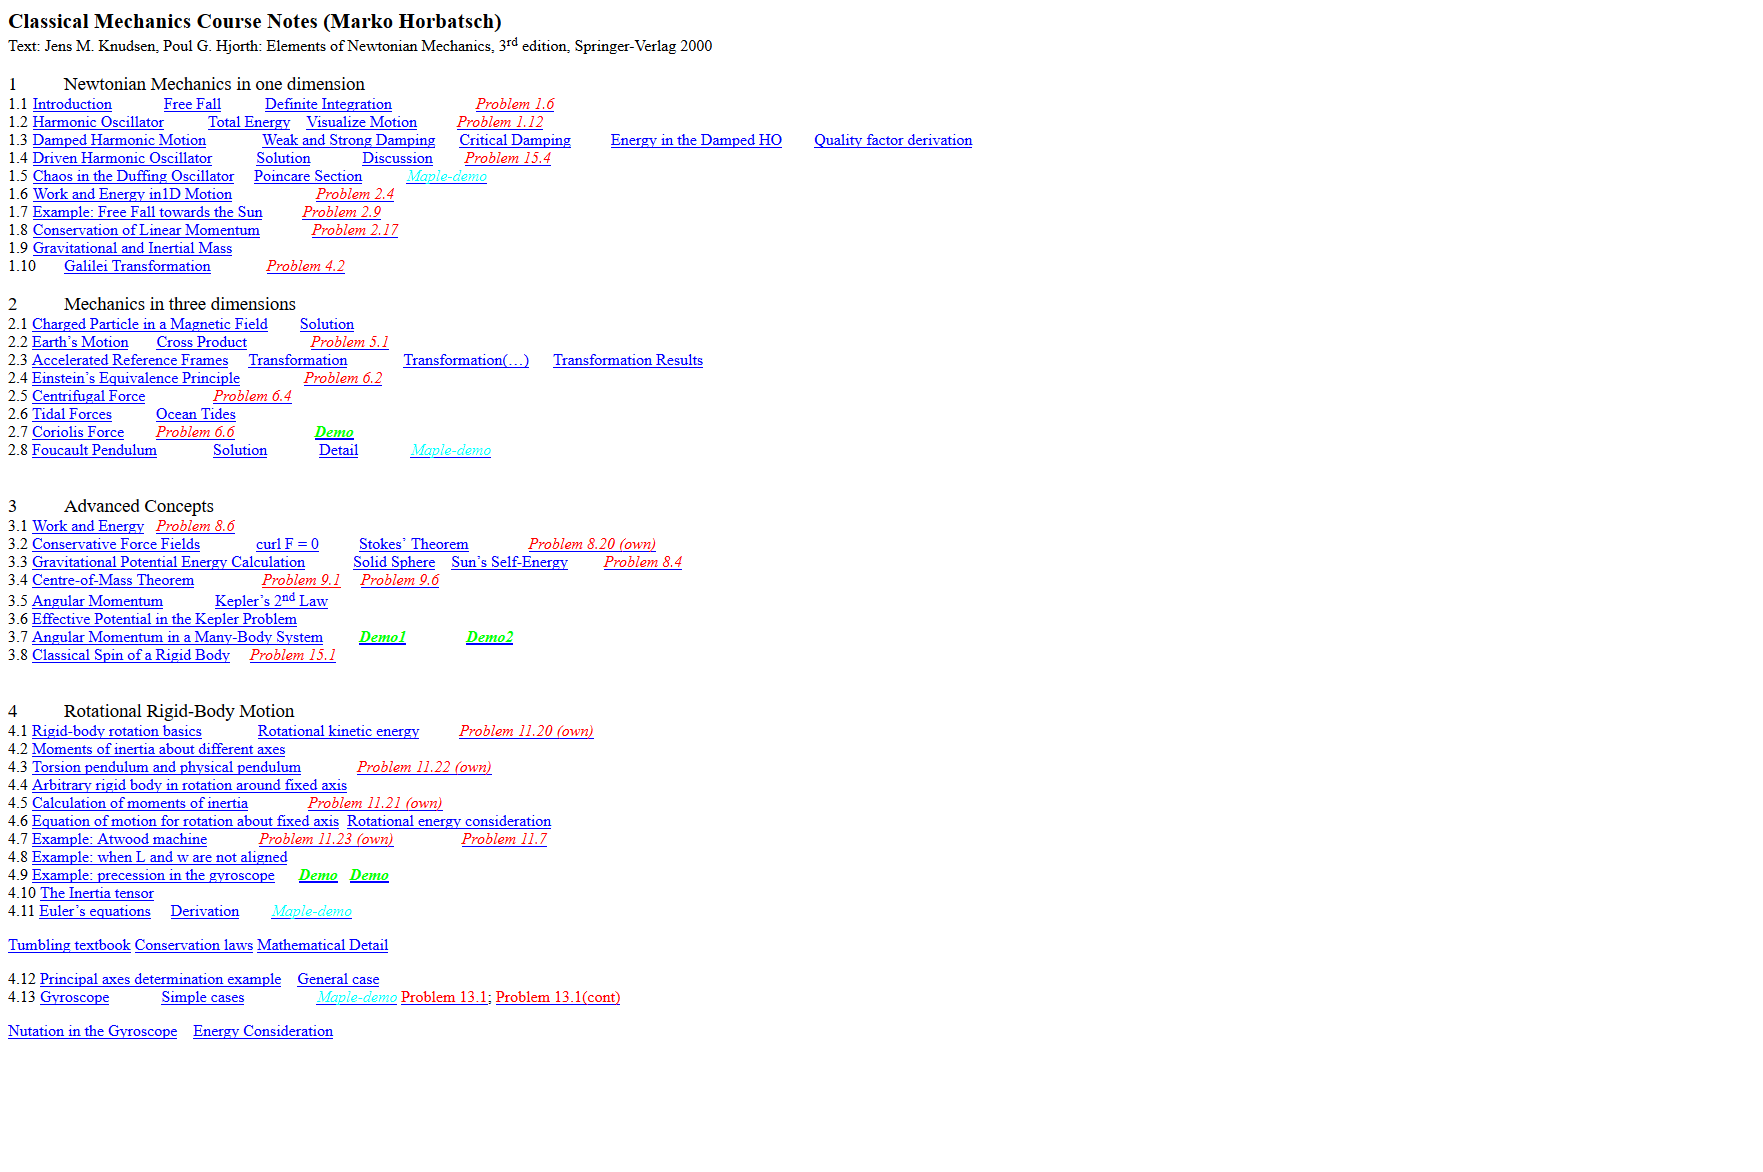 Classical Mechanics Course Notes (Marko Horbatsch)
Text: Jens M. Knudsen, Poul G. Hjorth: Elements of Newtonian Mechanics, 3rd edition, Springer-Verlag 2000
1 Newtonian Mechanics in one dimension
1.1 Introduction Free Fall Definite Integration Problem 1.6
1.2 Harmonic Oscillator Total Energy Visualize Motion Problem 1.12
1.3 Damped Harmonic Motion Weak and Strong Damping Critical Damping Energy in the Damped HO Quality factor derivation
1.4 Driven Harmonic Oscillator Solution Discussion Problem 15.4
1.5 Chaos in the Duffing Oscillator Poincare Section Maple-demo
1.6 Work and Energy in1D Motion Problem 2.4
1.7 Example: Free Fall towards the Sun Problem 2.9
1.8 Conservation of Linear Momentum Problem 2.17
1.9 Gravitational and Inertial Mass
1.10 Galilei Transformation Problem 4.2
2 Mechanics in three dimensions
2.1 Charged Particle in a Magnetic Field Solution
2.2 Earth’s Motion Cross Product Problem 5.1
2.3 Accelerated Reference Frames Transformation Transformation(…) Transformation Results
2.4 Einstein’s Equivalence Principle Problem 6.2
2.5 Centrifugal Force Problem 6.4
2.6 Tidal Forces Ocean Tides
2.7 Coriolis Force Problem 6.6 Demo
2.8 Foucault Pendulum Solution Detail Maple-demo
3 Advanced Concepts
3.1 Work and Energy Problem 8.6
3.2 Conservative Force Fields curl F = 0 Stokes’ Theorem Problem 8.20 (own)
3.3 Gravitational Potential Energy Calculation Solid Sphere Sun’s Self-Energy Problem 8.4
3.4 Centre-of-Mass Theorem Problem 9.1 Problem 9.6
3.5 Angular Momentum Kepler’s 2nd Law
3.6 Effective Potential in the Kepler Problem
3.7 Angular Momentum in a Many-Body System Demo1 Demo2
3.8 Classical Spin of a Rigid Body Problem 15.1
4 Rotational Rigid-Body Motion
4.1 Rigid-body rotation basics Rotational kinetic energy Problem 11.20 (own)
4.2 Moments of inertia about different axes
4.3 Torsion pendulum and physical pendulum Problem 11.22 (own)
4.4 Arbitrary rigid body in rotation around fixed axis
4.5 Calculation of moments of inertia Problem 11.21 (own)
4.6 Equation of motion for rotation about fixed axis Rotational energy consideration
4.7 Example: Atwood machine Problem 11.23 (own) Problem 11.7
4.8 Example: when L and w are not aligned
4.9 Example: precession in the gyroscope Demo Demo
4.10 The Inertia tensor
4.11 Euler’s equations Derivation Maple-demo
Tumbling textbook Conservation laws Mathematical Detail
4.12 Principal axes determination example General case
4.13 Gyroscope Simple cases Maple-demo Problem 13.1; Problem 13.1(cont)
Nutation in the Gyroscope Energy Consideration